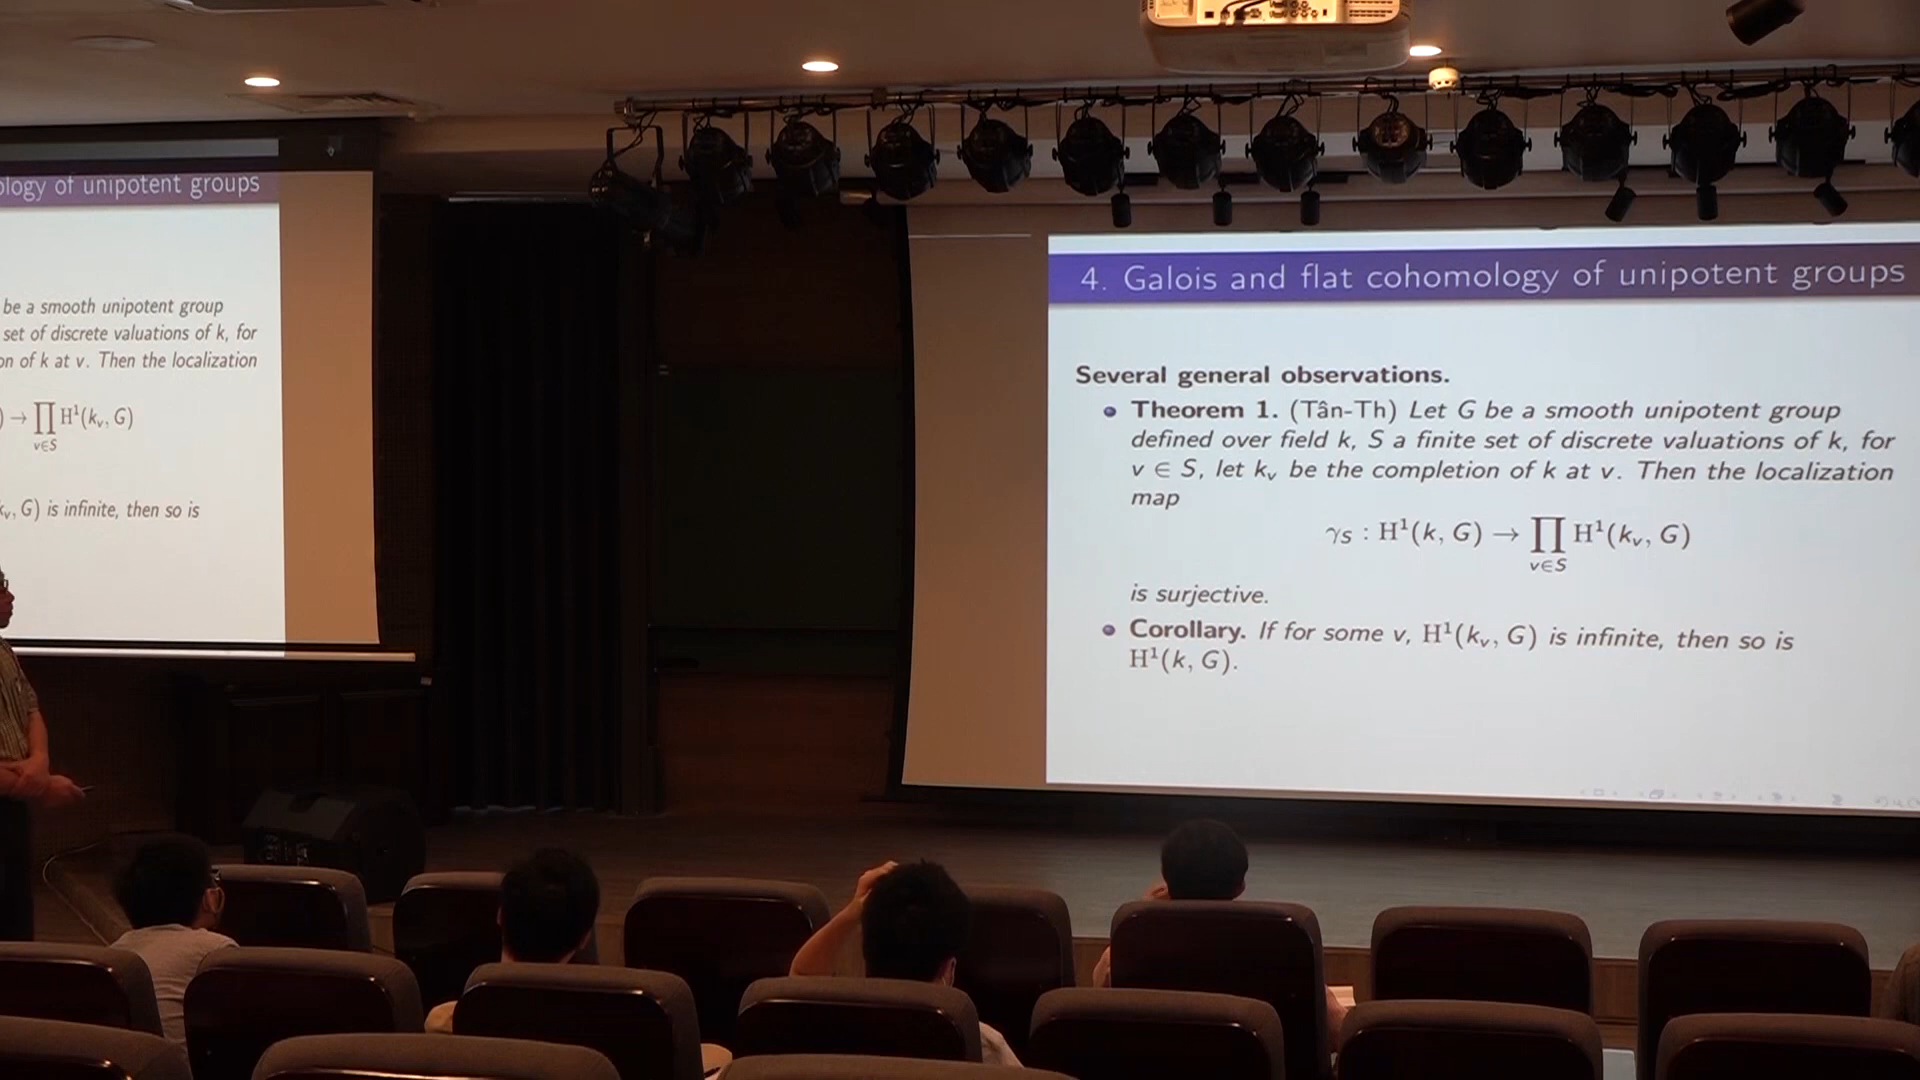 ology of unipotent groups
be a smooth unipotent group
set of discrete valuations of k, for
on of k at v. Then the localization
) → ∏ H¹(kᵥ, G)
v∈S
kᵥ, G) is infinite, then so is
4. Galois and flat cohomology of unipotent groups
Several general observations.
• Theorem 1. (Tân-Th) Let G be a smooth unipotent group
defined over field k, S a finite set of discrete valuations of k, for
v ∈ S, let kᵥ be the completion of k at v. Then the localization
map
γS : H¹(k, G) → ∏ H¹(kᵥ, G)
v∈S
is surjective.
• Corollary. If for some v, H¹(kᵥ, G) is infinite, then so is
H¹(k, G).